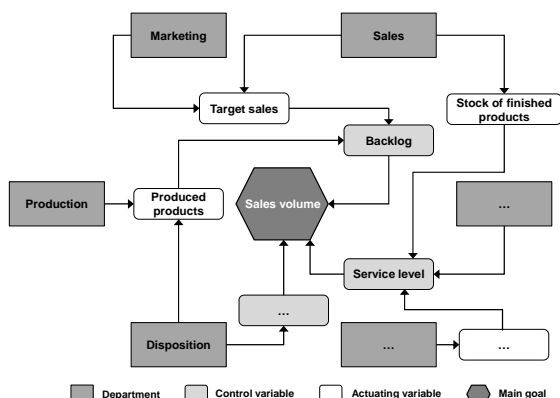 Marketing
Sales
Target sales
Stock of finished
products
Backlog
Production
Produced
products
Sales volume
...
Service level
...
Disposition
...
...
Department
Control variable
Actuating variable
Main goal